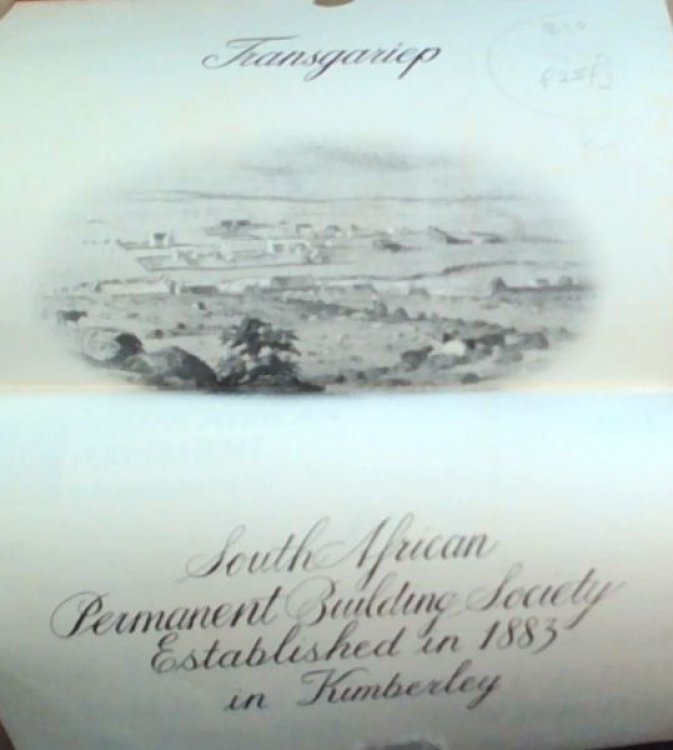 Transgariep
South African
Permanent Building Society
Established in 1883
in Kimberley